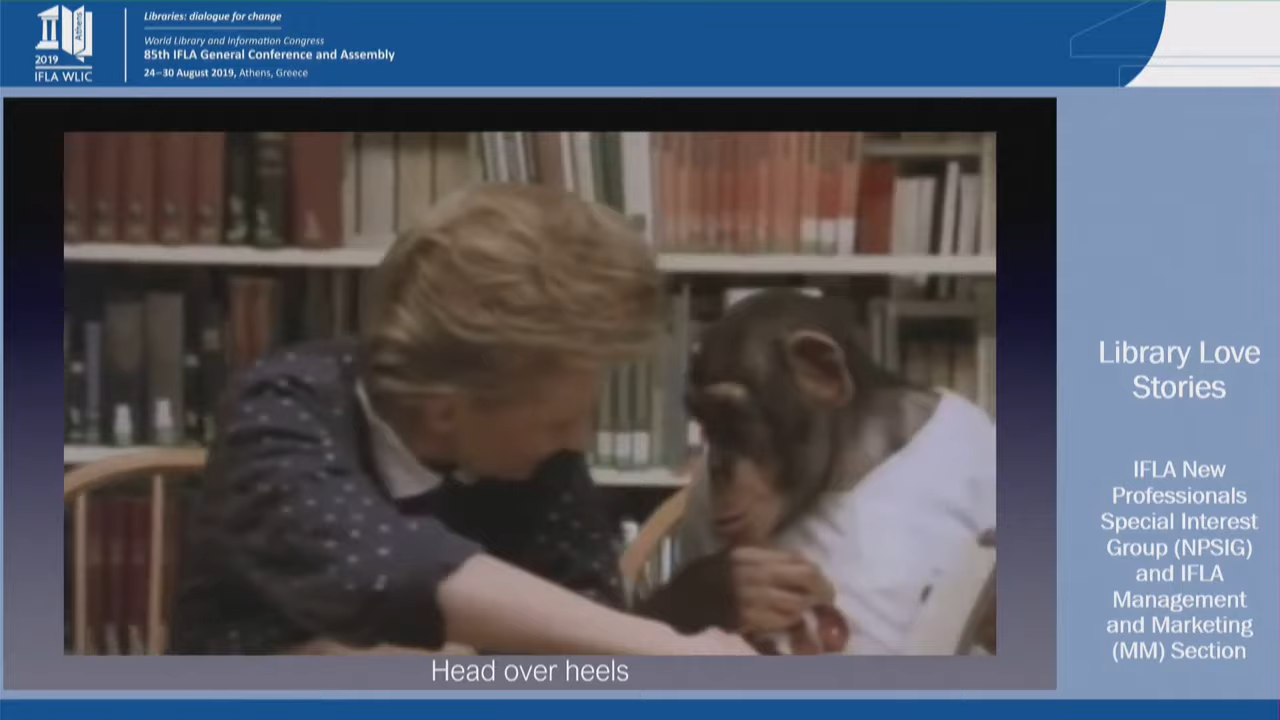 Libraries: dialogue for change
World Library and Information Congress
85th IFLA General Conference and Assembly
24–30 August 2019, Athens, Greece
Athens
2019
IFLA WLIC
Library Love
Stories
IFLA New
Professionals
Special Interest
Group (NPSIG)
and IFLA
Management
and Marketing
(MM) Section
Head over heels